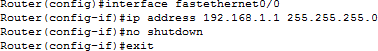 Router(config)#interface fastethernet0/0
Router(config-if)#ip address 192.168.1.1 255.255.255.0
Router(config-if)#no shutdown
Router(config-if)#exit